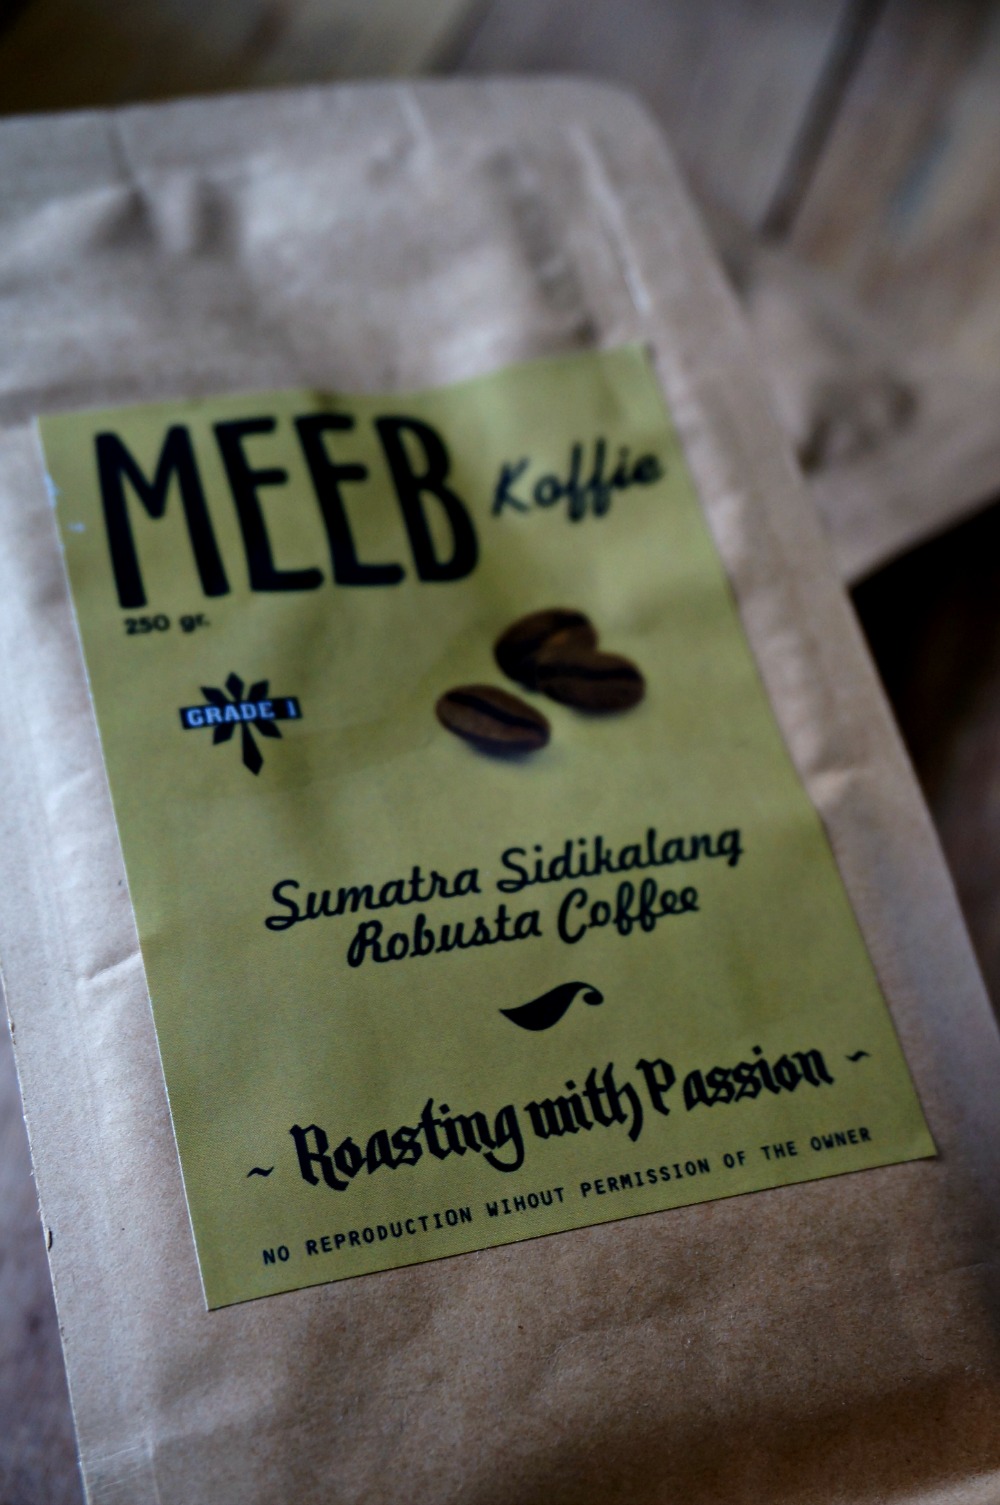 MEEB Koffie
250 gr.
GRADE 1
Sumatra Sidikalang
Robusta Coffee
~ Roasting with Passion ~
NO REPRODUCTION WIHOUT PERMISSION OF THE OWNER